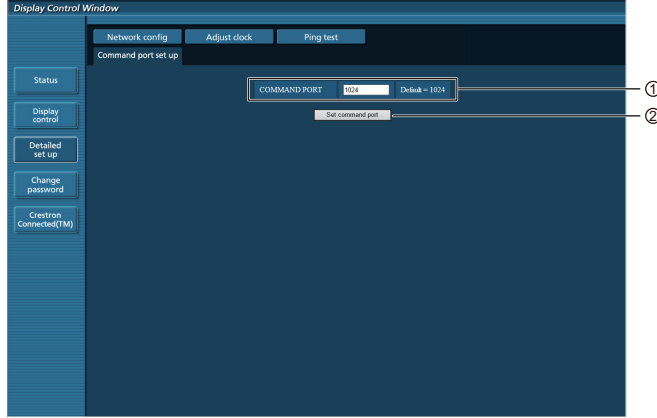 Display Control Window
Network config Adjust clock Ping test
Command port set up
Status
COMMAND PORT 1024 Default = 1024
①
Display
control
Set command port
②
Detailed
set up
Change
password
Crestron
Connected(TM)